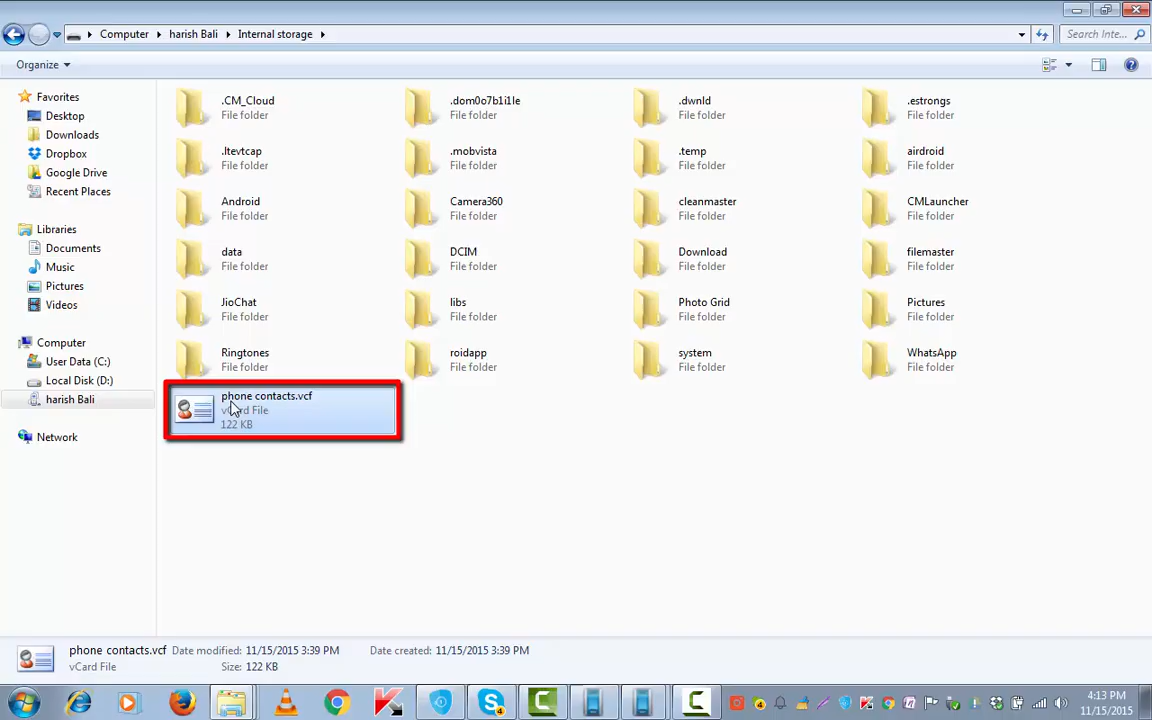 Computer harish Bali Internal storage
Search Inte...
Organize
Favorites
Desktop
Downloads
Dropbox
Google Drive
Recent Places
Libraries
Documents
Music
Pictures
Videos
Computer
User Data (C:)
Local Disk (D:)
harish Bali
Network
.CM_Cloud
File folder
.dom0o7b1i1le
File folder
.dwnld
File folder
.estrongs
File folder
.ltevtcap
File folder
.mobvista
File folder
.temp
File folder
airdroid
File folder
Android
File folder
Camera360
File folder
cleanmaster
File folder
CMLauncher
File folder
data
File folder
DCIM
File folder
Download
File folder
filemaster
File folder
JioChat
File folder
libs
File folder
Photo Grid
File folder
Pictures
File folder
Ringtones
File folder
roidapp
File folder
system
File folder
WhatsApp
File folder
phone contacts.vcf
vCard File
122 KB
phone contacts.vcf Date modified: 11/15/2015 3:39 PM Date created: 11/15/2015 3:39 PM
vCard File Size: 122 KB
4:13 PM
11/15/2015